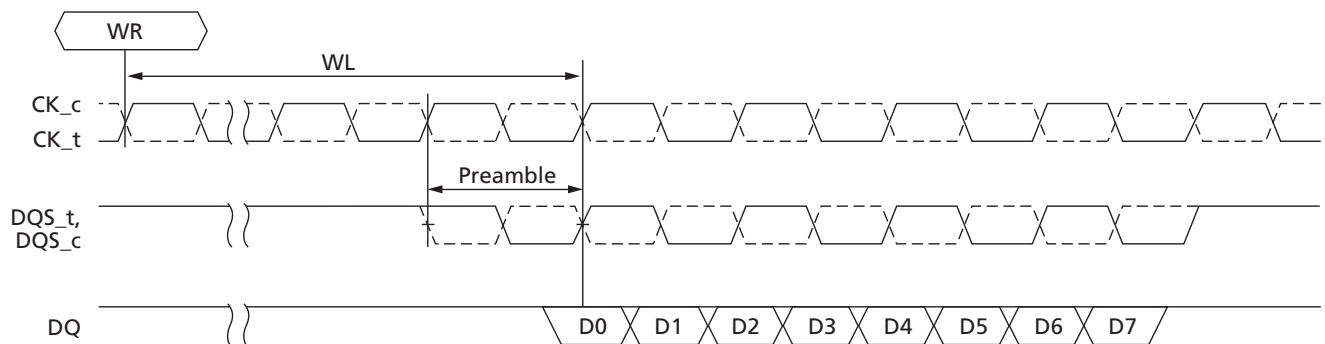 WR
WL
CK_c
CK_t
Preamble
DQS_t,
DQS_c
DQ
D0 D1 D2 D3 D4 D5 D6 D7